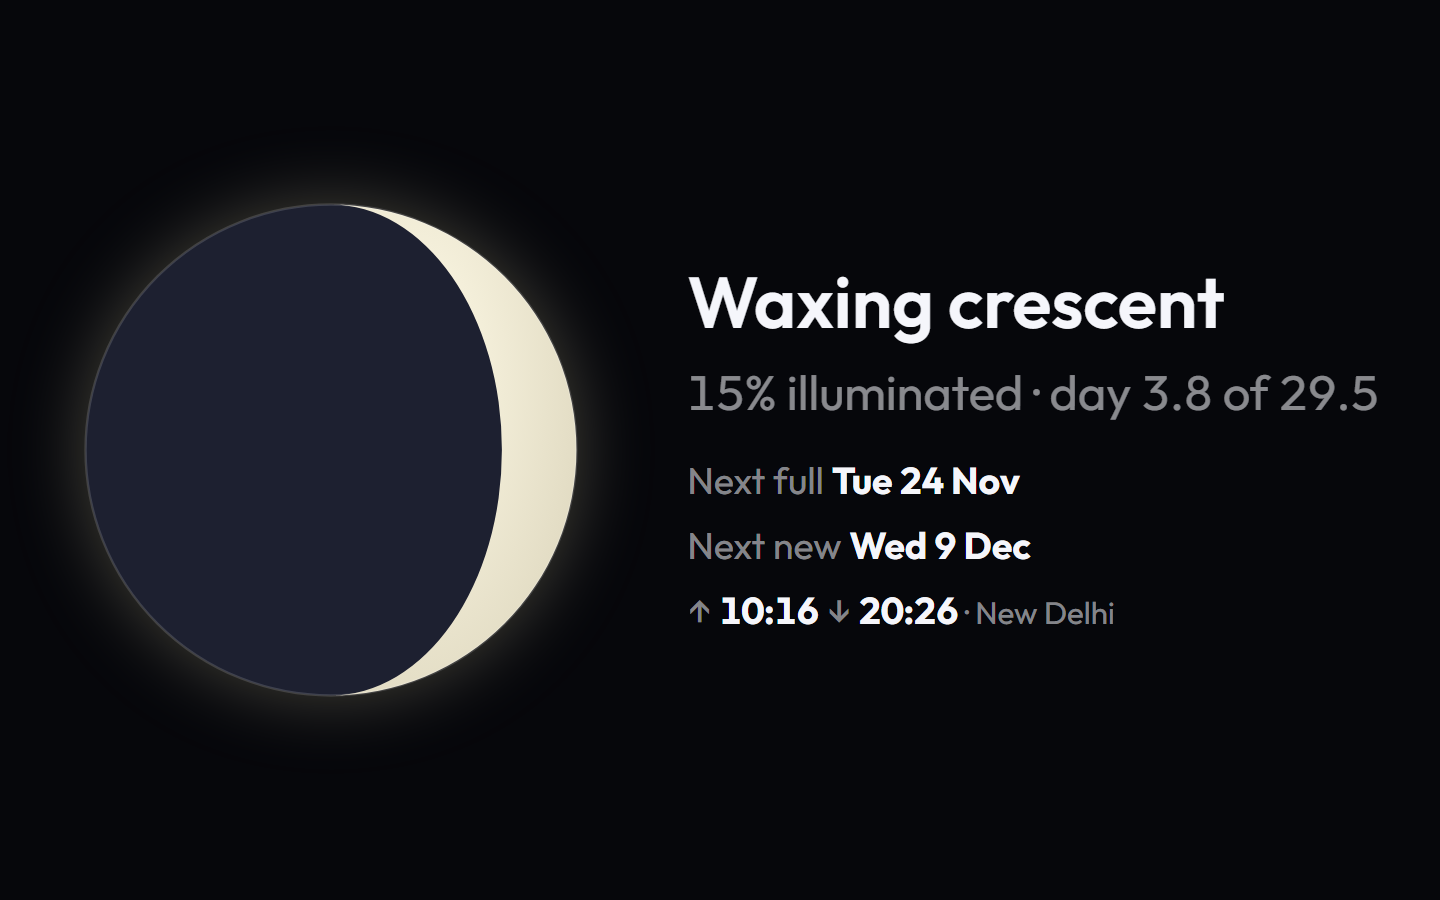 Waxing crescent
15% illuminated · day 3.8 of 29.5
Next full Tue 24 Nov
Next new Wed 9 Dec
↑ 10:16 ↓ 20:26 · New Delhi